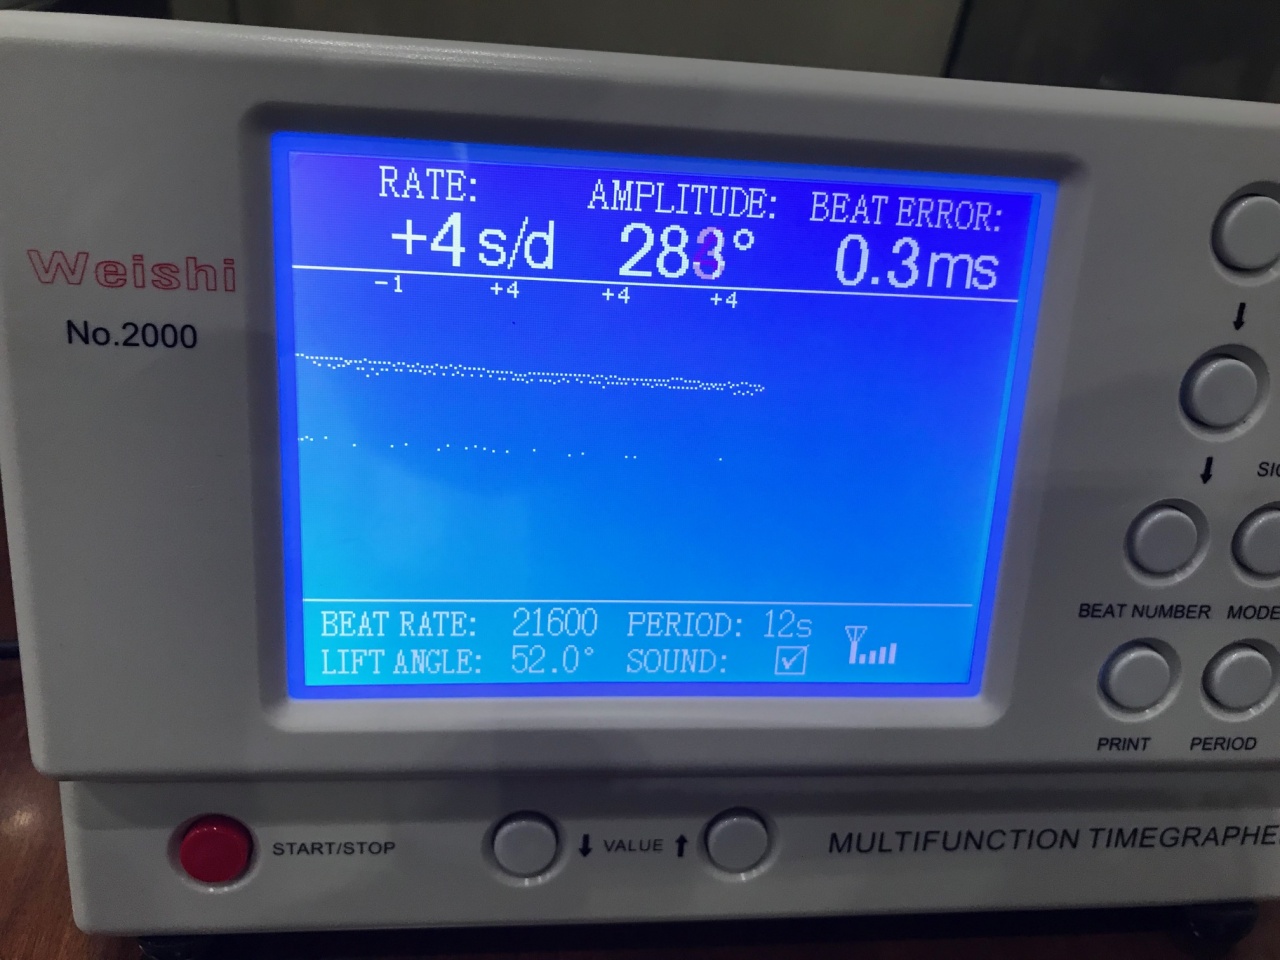 RATE: AMPLITUDE: BEAT ERROR:
+4 s/d 283° 0.3ms
-1 +4 +4 +4
Weishi
No.2000
BEAT RATE: 21600 PERIOD: 12s
LIFT ANGLE: 52.0° SOUND:
BEAT NUMBER MODE
PRINT PERIOD
START/STOP VALUE MULTIFUNCTION